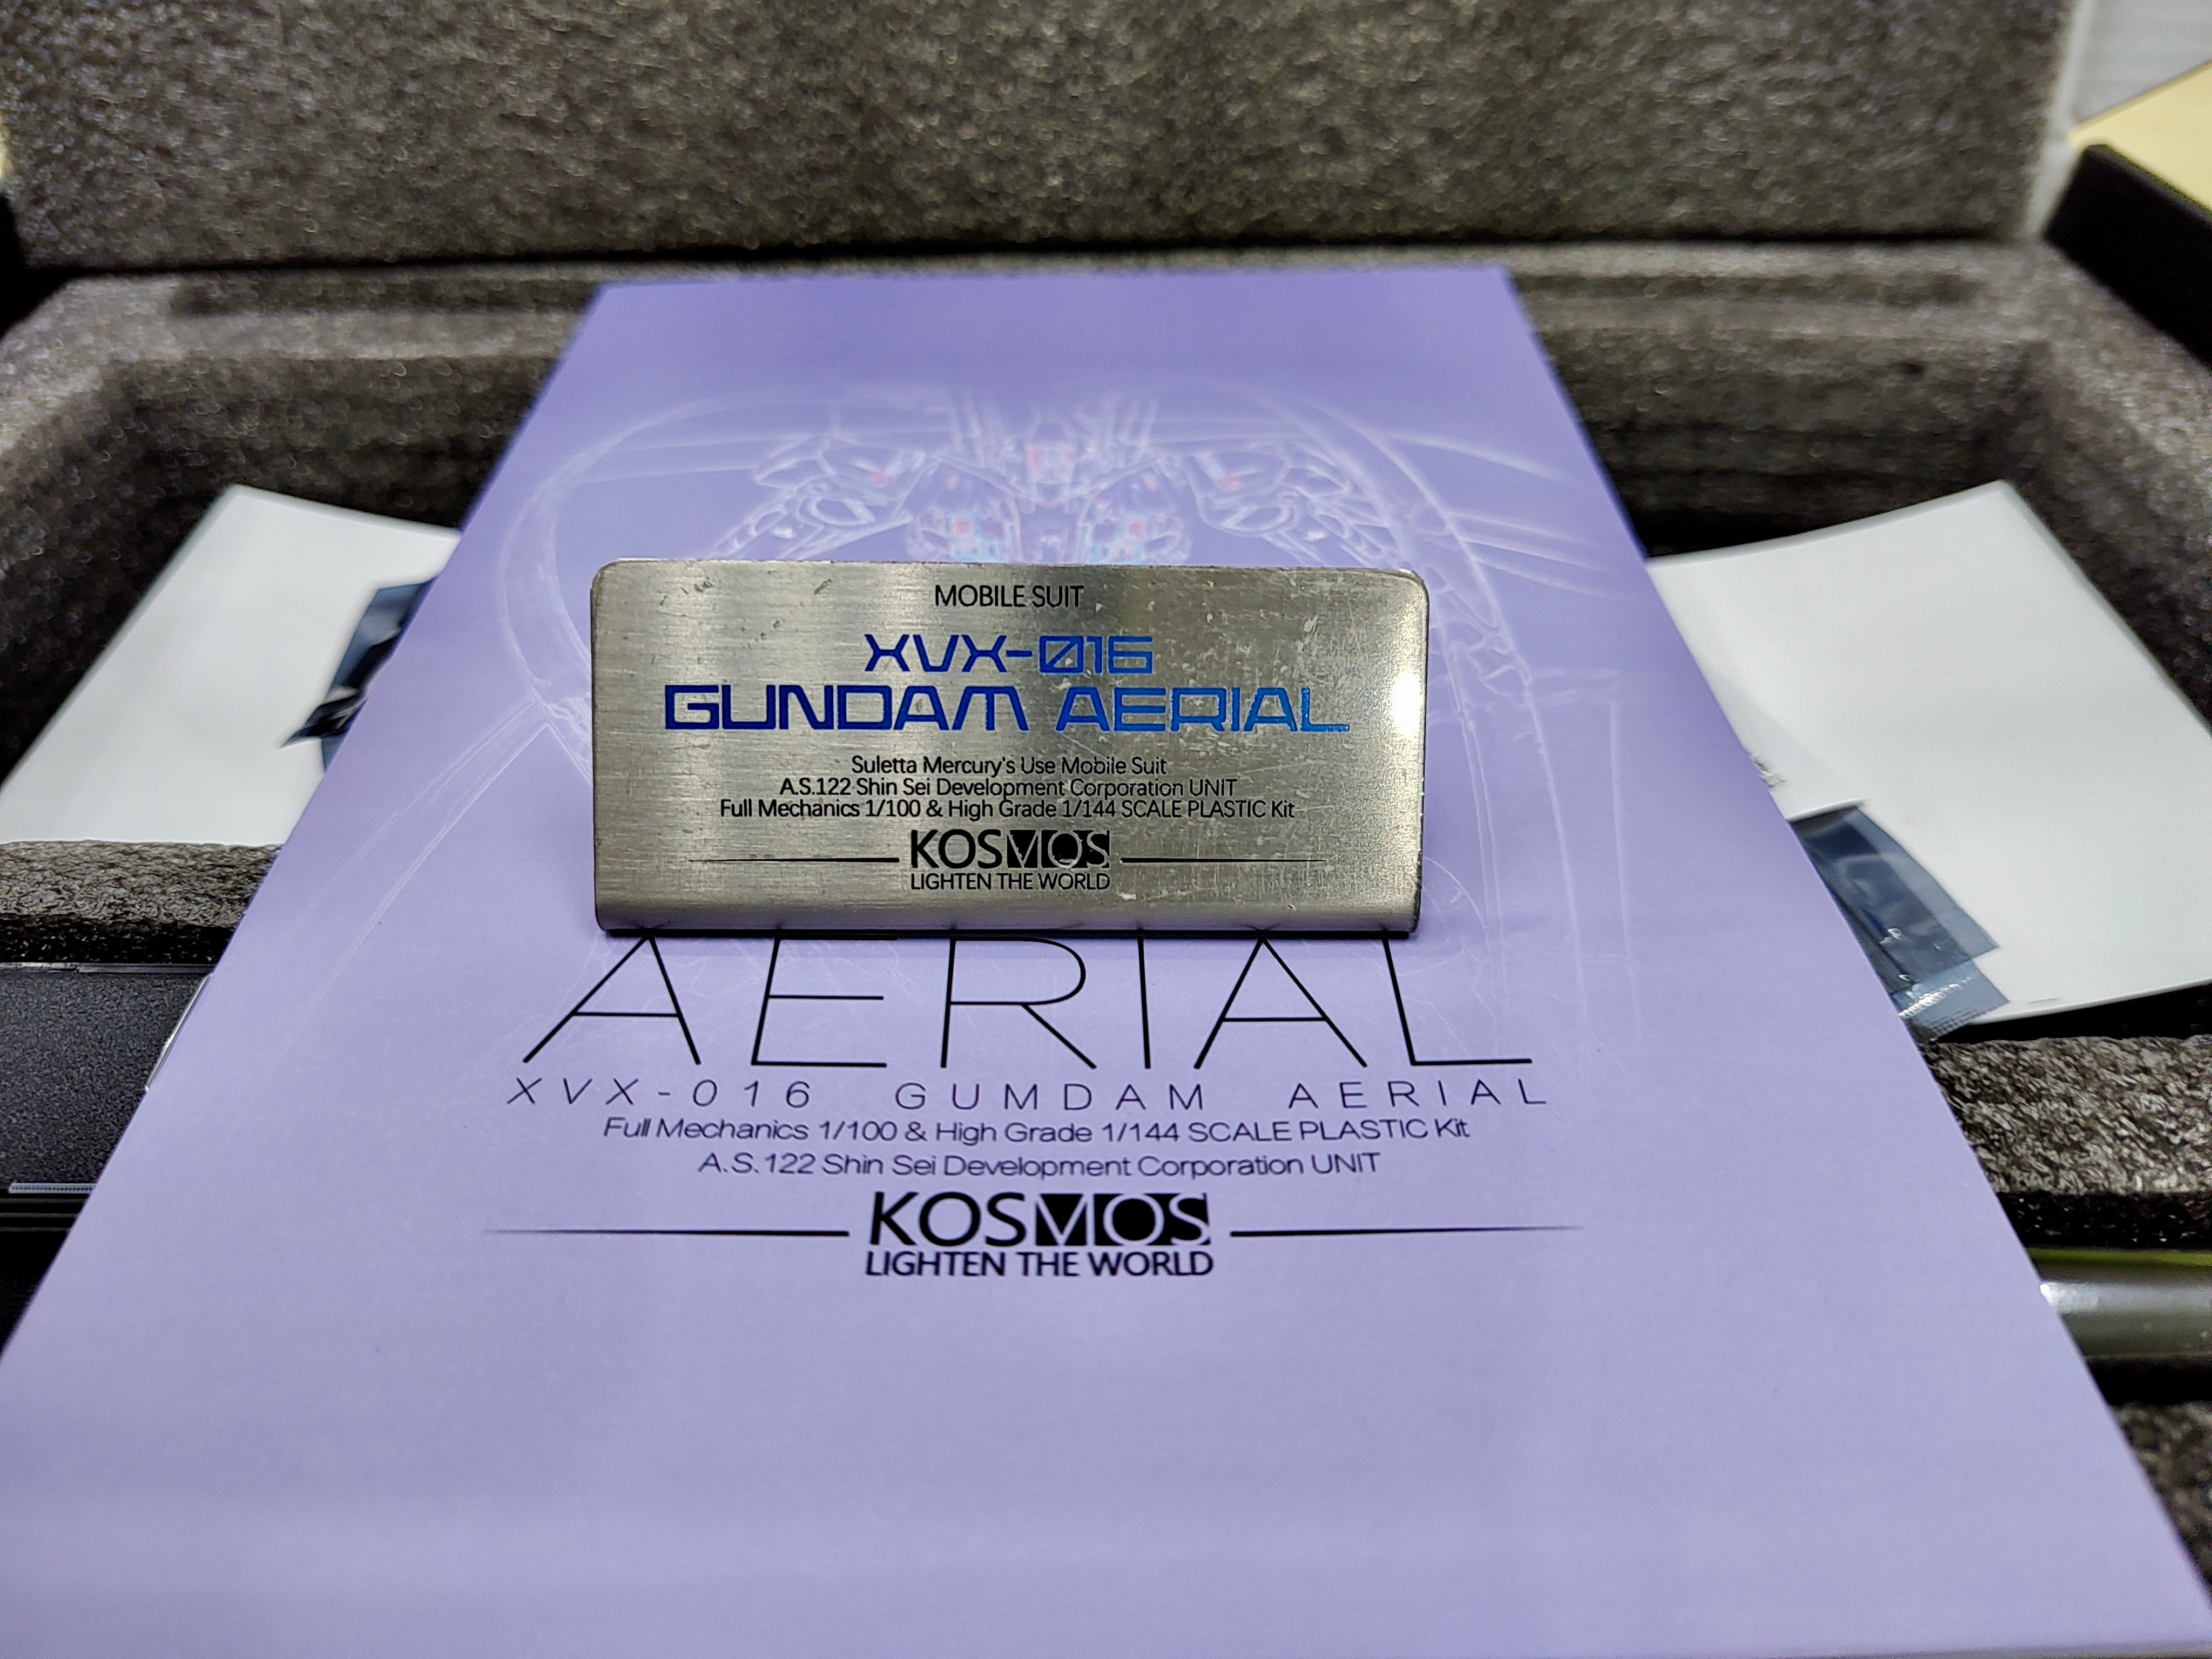 MOBILE SUIT
XVX-016
GUNDAM AERIAL
Suletta Mercury's Use Mobile Suit
A.S.122 Shin Sei Development Corporation UNIT
Full Mechanics 1/100 & High Grade 1/144 SCALE PLASTIC Kit
KOSMOS
LIGHTEN THE WORLD
AERIAL
XVX-016 GUMDAM AERIAL
Full Mechanics 1/100 & High Grade 1/144 SCALE PLASTIC Kit
A.S.122 Shin Sei Development Corporation UNIT
KOSMOS
LIGHTEN THE WORLD